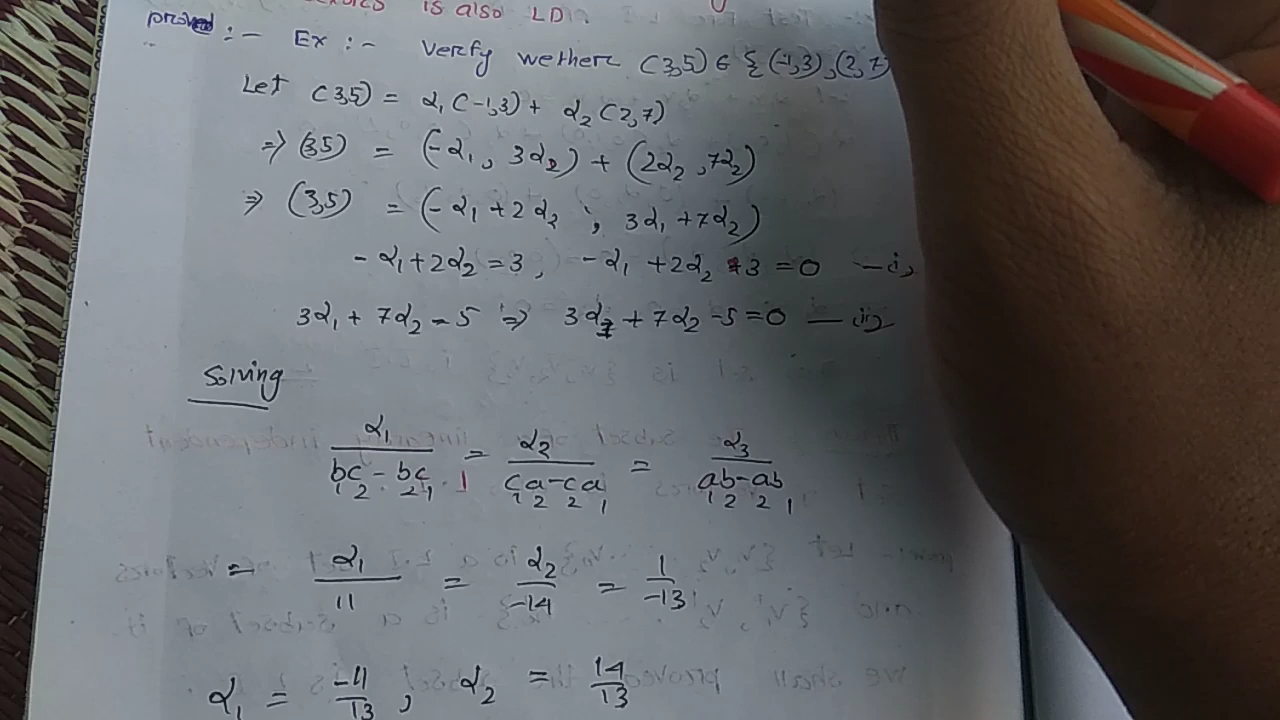 is also LD.
proved :- Ex :- Verfy wethere (3,5) ∈ {(-1,3), (2,7)
Let (3,5) = α₁(-1,3) + α₂(2,7)
⇒ (3,5) = (-α₁, 3α₂) + (2α₂, 7α₂)
⇒ (3,5) = (-α₁ + 2α₂ , 3α₁ + 7α₂)
-α₁ + 2α₂ = 3, -α₁ + 2α₂ -3 = 0 —i,
3α₁ + 7α₂ = 5 ⇒ 3α₁ + 7α₂ -5 = 0 — ii,
Solving
α₁/(b₁c₂ - b₂c₁) = α₂/(c₁a₂ - c₂a₁) = α₃/(a₁b₂ - a₂b₁)
= α₁/11 = α₂/-14 = 1/-13
α₁ = -11/13 , α₂ = 14/13